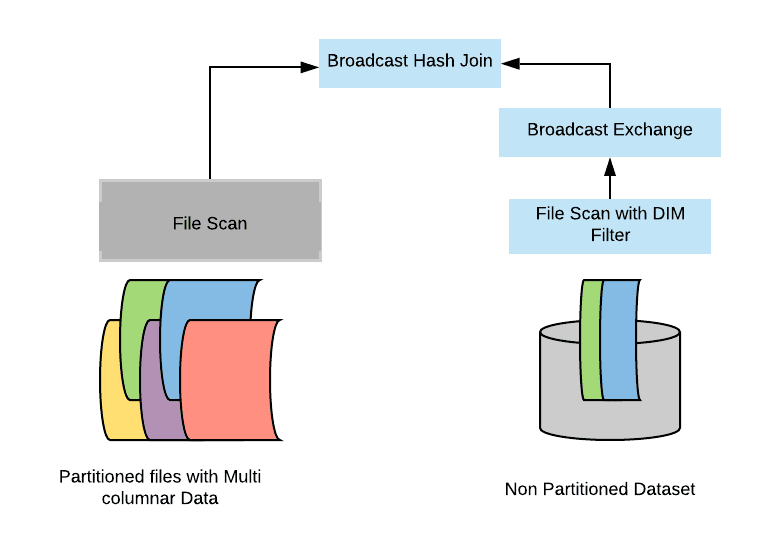 Broadcast Hash Join
Broadcast Exchange
File Scan
File Scan with DIM
Filter
Partitioned files with Multi
columnar Data
Non Partitioned Dataset